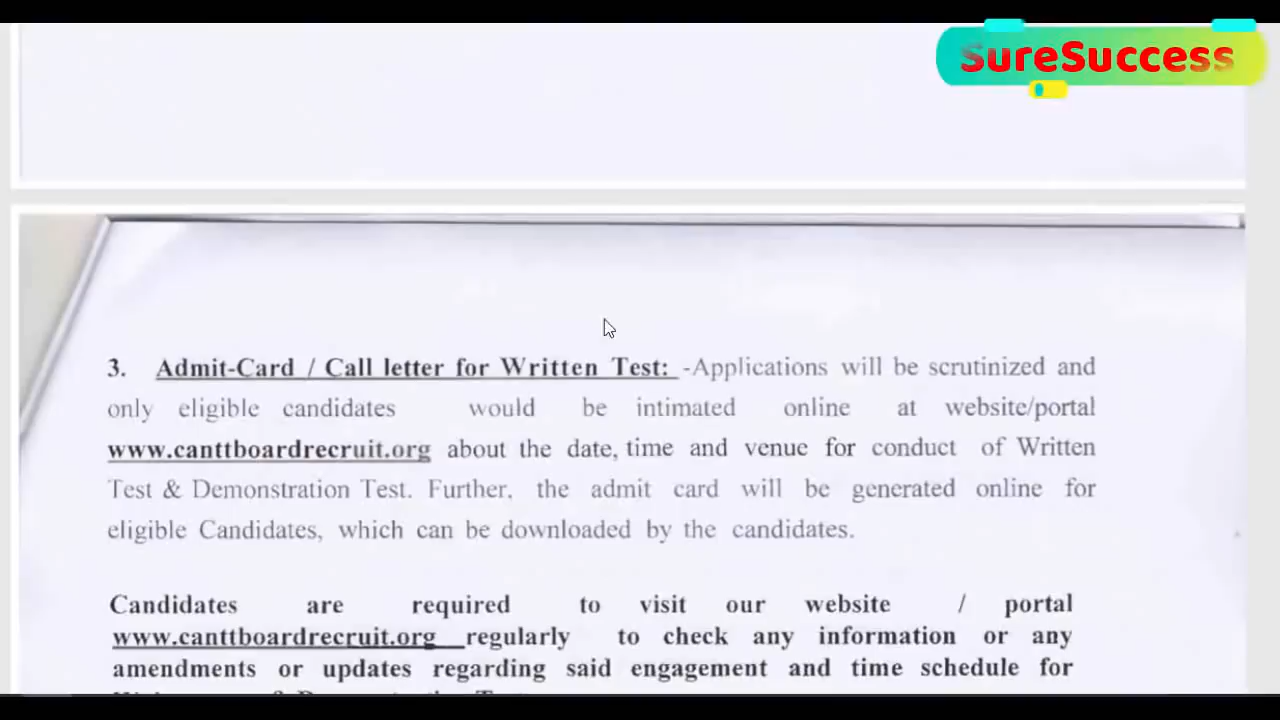 SureSuccess
3. Admit-Card / Call letter for Written Test: -Applications will be scrutinized and
only eligible candidates would be intimated online at website/portal
www.canttboardrecruit.org about the date, time and venue for conduct of Written
Test & Demonstration Test. Further, the admit card will be generated online for
eligible Candidates, which can be downloaded by the candidates.
Candidates are required to visit our website / portal
www.canttboardrecruit.org regularly to check any information or any
amendments or updates regarding said engagement and time schedule for